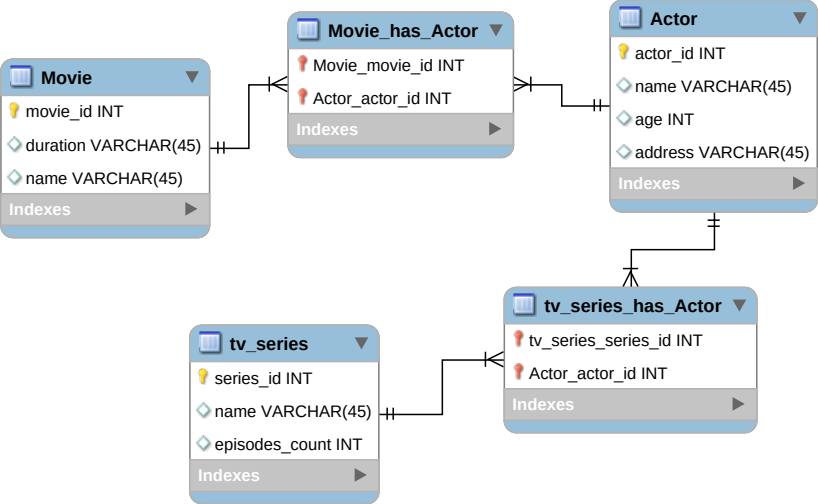 Movie
movie_id INT
duration VARCHAR(45)
name VARCHAR(45)
Indexes
Movie_has_Actor
Movie_movie_id INT
Actor_actor_id INT
Indexes
Actor
actor_id INT
name VARCHAR(45)
age INT
address VARCHAR(45)
Indexes
tv_series
series_id INT
name VARCHAR(45)
episodes_count INT
Indexes
tv_series_has_Actor
tv_series_series_id INT
Actor_actor_id INT
Indexes